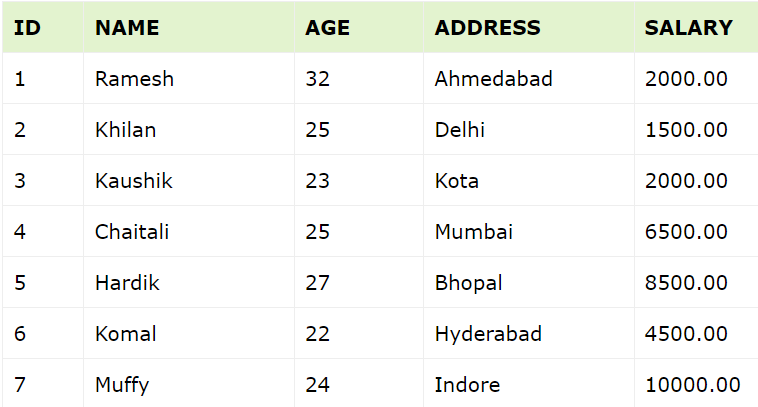 ID NAME AGE ADDRESS SALARY
1 Ramesh 32 Ahmedabad 2000.00
2 Khilan 25 Delhi 1500.00
3 Kaushik 23 Kota 2000.00
4 Chaitali 25 Mumbai 6500.00
5 Hardik 27 Bhopal 8500.00
6 Komal 22 Hyderabad 4500.00
7 Muffy 24 Indore 10000.00